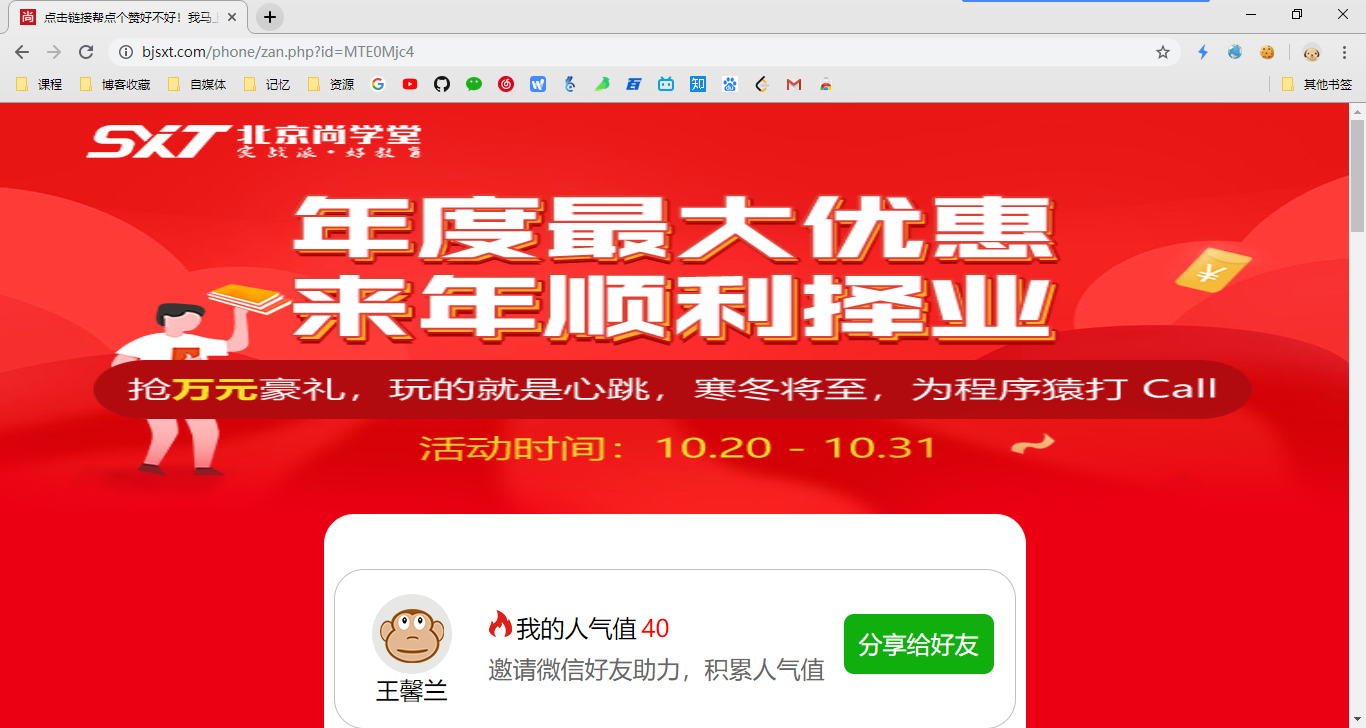 尚 点击链接帮点个赞好不好！我马上
bjsxt.com/phone/zan.php?id=MTE0Mjc4
课程 博客收藏 自媒体 记忆 资源 知 其他书签
SXT 北京尚学堂
实战派·好教育
年度最大优惠
来年顺利择业
抢万元豪礼，玩的就是心跳，寒冬将至，为程序猿打 Call
活动时间：10.20 - 10.31
我的人气值 40
邀请微信好友助力，积累人气值
分享给好友
王馨兰